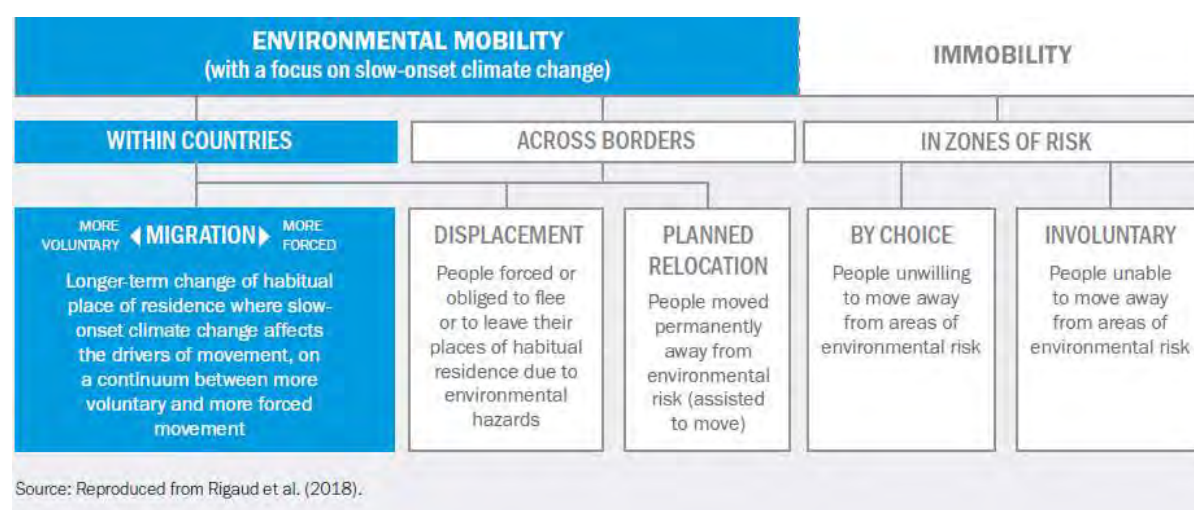 ENVIRONMENTAL MOBILITY
(with a focus on slow-onset climate change)
IMMOBILITY
WITHIN COUNTRIES
ACROSS BORDERS
IN ZONES OF RISK
MORE VOLUNTARY ◀MIGRATION▶ MORE FORCED
Longer-term change of habitual
place of residence where slow-
onset climate change affects
the drivers of movement, on
a continuum between more
voluntary and more forced
movement
DISPLACEMENT
People forced or
obliged to flee
or to leave their
places of habitual
residence due to
environmental
hazards
PLANNED
RELOCATION
People moved
permanently
away from
environmental
risk (assisted
to move)
BY CHOICE
People unwilling
to move away
from areas of
environmental risk
INVOLUNTARY
People unable
to move away
from areas of
environmental risk
Source: Reproduced from Rigaud et al. (2018).